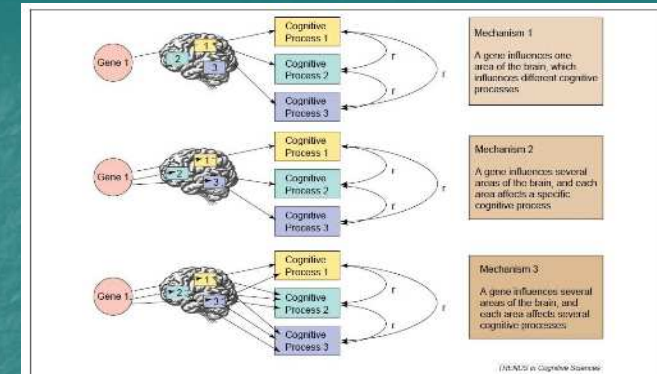 Gene 1
1
2
3
Cognitive
Process 1
Cognitive
Process 2
Cognitive
Process 3
r
r
r
Mechanism 1
A gene influences one
area of the brain, which
influences different cognitive
processes
Gene 1
1
2
3
Cognitive
Process 1
Cognitive
Process 2
Cognitive
Process 3
r
r
r
Mechanism 2
A gene influences several
areas of the brain, and each
area affects a specific
cognitive process
Gene 1
1
2
3
Cognitive
Process 1
Cognitive
Process 2
Cognitive
Process 3
r
r
r
Mechanism 3
A gene influences several
areas of the brain, and
each area affects several
cognitive processes
TRENDS in Cognitive Sciences